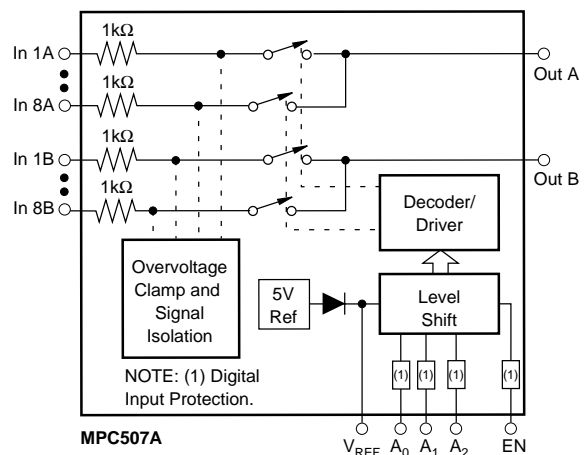 1kΩ
In 1A
Out A
1kΩ
In 8A
1kΩ
In 1B
Out B
1kΩ
In 8B
Decoder/
Driver
Overvoltage
Clamp and
Signal
Isolation
5V
Ref
Level
Shift
NOTE: (1) Digital
Input Protection.
(1) (1) (1) (1)
MPC507A
VREF A0 A1 A2 EN